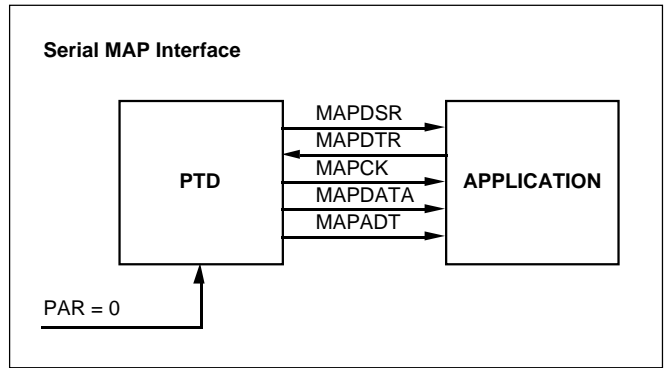 Serial MAP Interface
MAPDSR
MAPDTR
MAPCK
MAPDATA
MAPADT
PTD
APPLICATION
PAR = 0